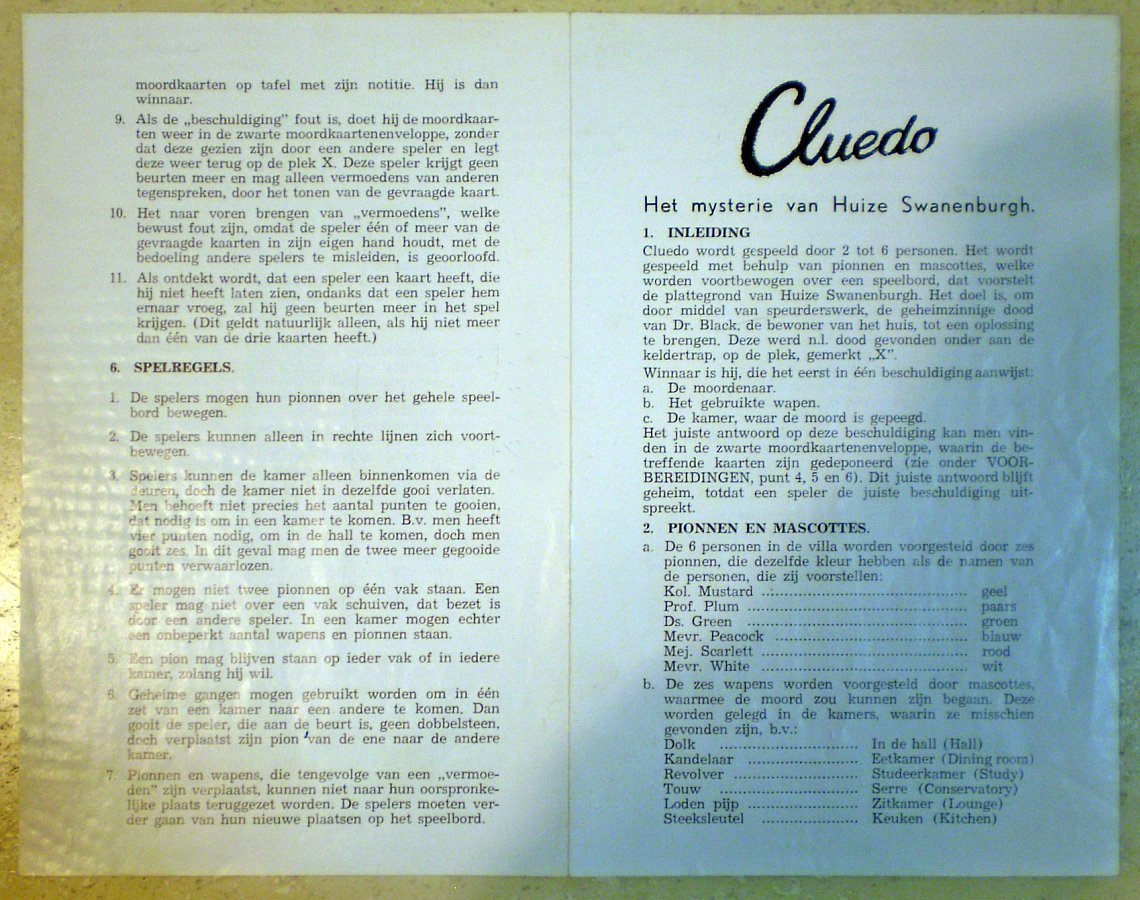 moordkaarten op tafel met zijn notitie. Hij is dan
winnaar.
9. Als de „beschuldiging” fout is, doet hij de moordkaar-
ten weer in de zwarte moordkaartenenveloppe, zonder
dat deze gezien zijn door een andere speler en legt
deze weer terug op de plek X. Deze speler krijgt geen
beurten meer en mag alleen vermoedens van anderen
tegenspreken, door het tonen van de gevraagde kaart.
10. Het naar voren brengen van „vermoedens”, welke
bewust fout zijn, omdat de speler één of meer van de
gevraagde kaarten in zijn eigen hand houdt, met de
bedoeling andere spelers te misleiden, is geoorloofd.
11. Als ontdekt wordt, dat een speler een kaart heeft, die
hij niet heeft laten zien, ondanks dat een speler hem
ernaar vroeg, zal hij geen beurten meer in het spel
krijgen. (Dit geldt natuurlijk alleen, als hij niet meer
dan één van de drie kaarten heeft.)
6. SPELREGELS.
1. De spelers mogen hun pionnen over het gehele speel-
bord bewegen.
2. De spelers kunnen alleen in rechte lijnen zich voort-
bewegen.
3. Spelers kunnen de kamer alleen binnenkomen via de
deuren, doch de kamer niet in dezelfde gooi verlaten.
Men behoeft niet precies het aantal punten te gooien,
dat nodig is om in een kamer te komen. B.v. men heeft
vier punten nodig, om in de hall te komen, doch men
gooit zes. In dit geval mag men de twee meer gegooide
punten verwaarlozen.
4. Er mogen niet twee pionnen op één vak staan. Een
speler mag niet over een vak schuiven, dat bezet is
door een andere speler. In een kamer mogen echter
een onbeperkt aantal wapens en pionnen staan.
5. Een pion mag blijven staan op ieder vak of in iedere
kamer, zolang hij wil.
6. Geheime gangen mogen gebruikt worden om in één
zet van een kamer naar een andere te komen. Dan
gooit de speler, die aan de beurt is, geen dobbelsteen,
doch verplaatst zijn pion van de ene naar de andere
kamer.
7. Pionnen en wapens, die tengevolge van een „vermoe-
den” zijn verplaatst, kunnen niet naar hun oorspronke-
lijke plaats teruggezet worden. De spelers moeten ver-
der gaan van hun nieuwe plaatsen op het speelbord.
Cluedo
Het mysterie van Huize Swanenburgh.
1. INLEIDING
Cluedo wordt gespeeld door 2 tot 6 personen. Het wordt
gespeeld met behulp van pionnen en mascottes, welke
worden voortbewogen over een speelbord, dat voorstelt
de plattegrond van Huize Swanenburgh. Het doel is, om
door middel van speurderswerk, de geheimzinnige dood
van Dr. Black, de bewoner van het huis, tot een oplossing
te brengen. Deze werd n.l. dood gevonden onder aan de
keldertrap, op de plek, gemerkt „X”.
Winnaar is hij, die het eerst in één beschuldiging aanwijst:
a. De moordenaar.
b. Het gebruikte wapen.
c. De kamer, waar de moord is gepeegd.
Het juiste antwoord op deze beschuldiging kan men vin-
den in de zwarte moordkaartenenveloppe, waarin de be-
treffende kaarten zijn gedeponeerd (zie onder VOOR-
BEREIDINGEN, punt 4, 5 en 6). Dit juiste antwoord blijft
geheim, totdat een speler de juiste beschuldiging uit-
spreekt.
2. PIONNEN EN MASCOTTES.
a. De 6 personen in de villa worden voorgesteld door zes
pionnen, die dezelfde kleur hebben als de namen van
de personen, die zij voorstellen:
Kol. Mustard ........ geel
Prof. Plum ........ paars
Ds. Green ........ groen
Mevr. Peacock ........ blauw
Mej. Scarlett ........ rood
Mevr. White ........ wit
b. De zes wapens worden voorgesteld door mascottes,
waarmee de moord zou kunnen zijn begaan. Deze
worden gelegd in de kamers, waarin ze misschien
gevonden zijn, b.v.:
Dolk ........ In de hall (Hall)
Kandelaar ........ Eetkamer (Dining room)
Revolver ........ Studeerkamer (Study)
Touw ........ Serre (Conservatory)
Loden pijp ........ Zitkamer (Lounge)
Steeksleutel ........ Keuken (Kitchen)